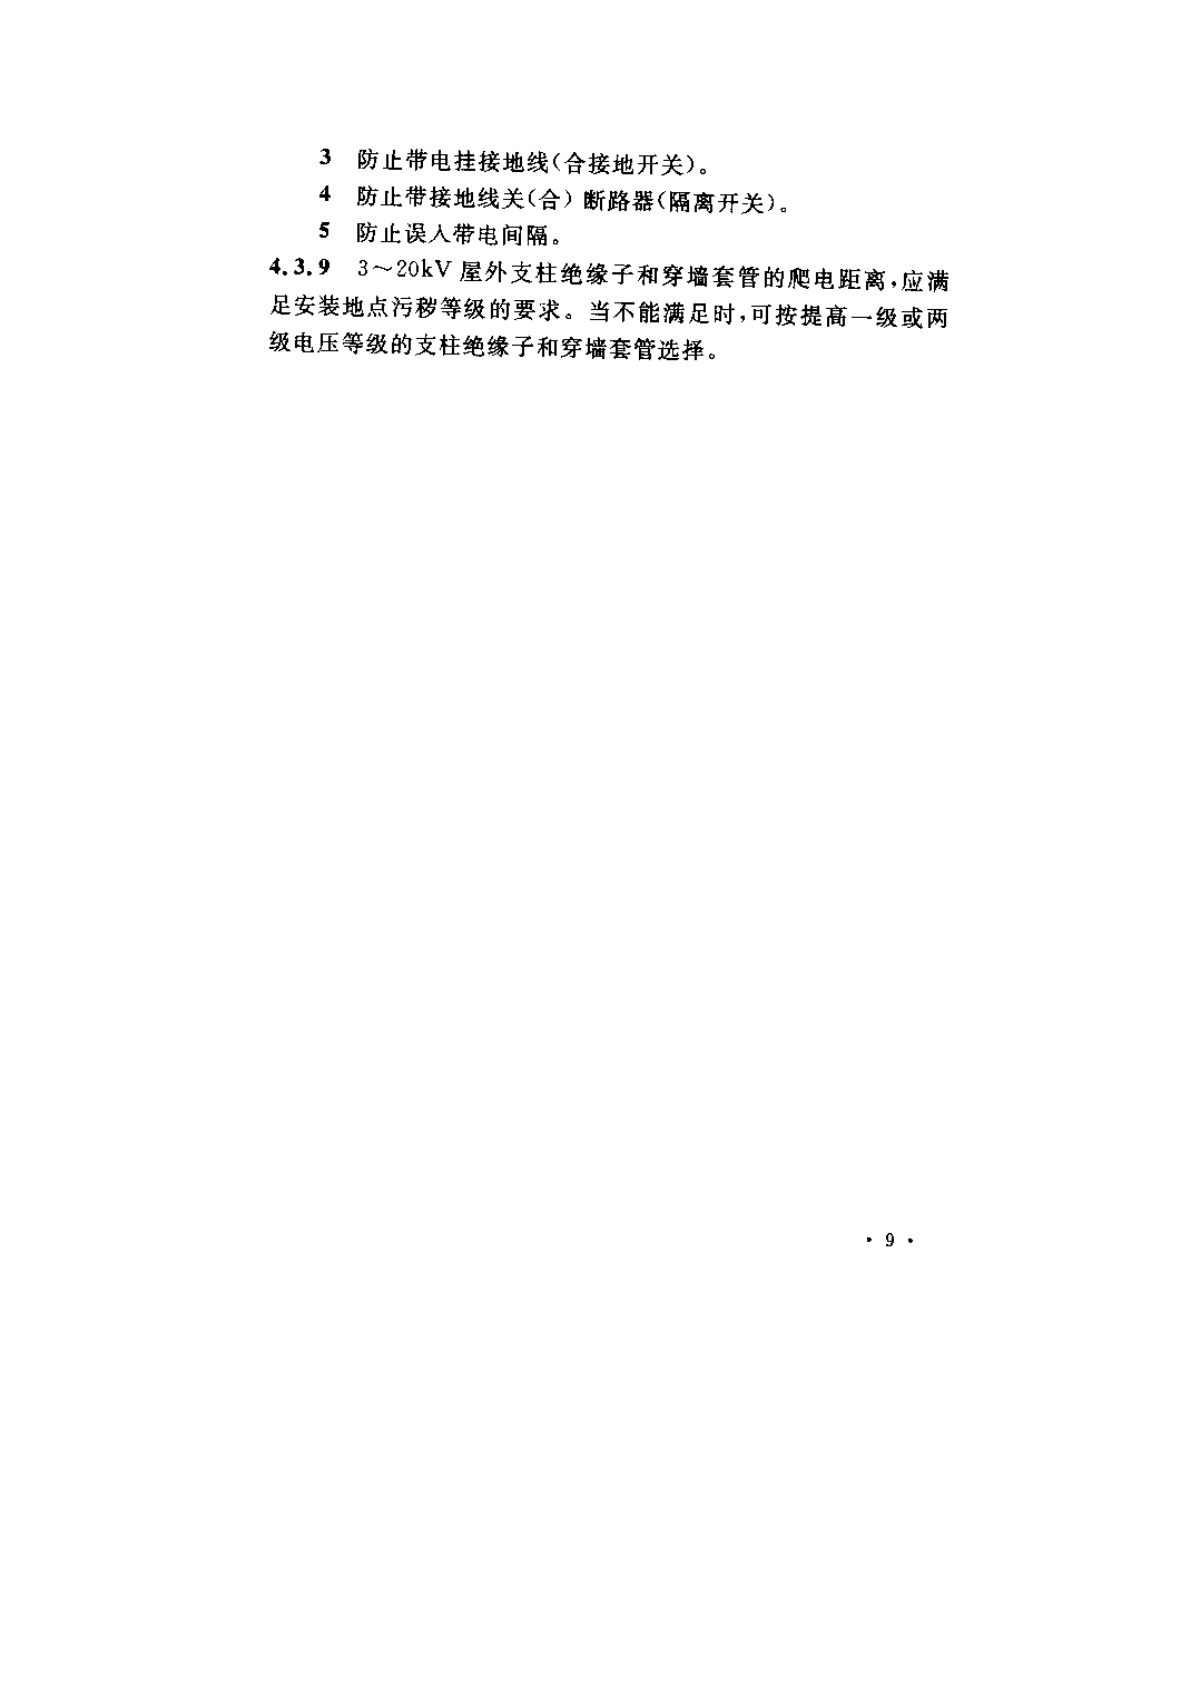 3 防止带电挂接地线(合接地开关)。
4 防止带接地线关(合)断路器(隔离开关)。
5 防止误入带电间隔。
4.3.9 3～20kV 屋外支柱绝缘子和穿墙套管的爬电距离,应满
足安装地点污秽等级的要求。当不能满足时,可按提高一级或两
级电压等级的支柱绝缘子和穿墙套管选择。
· 9 ·